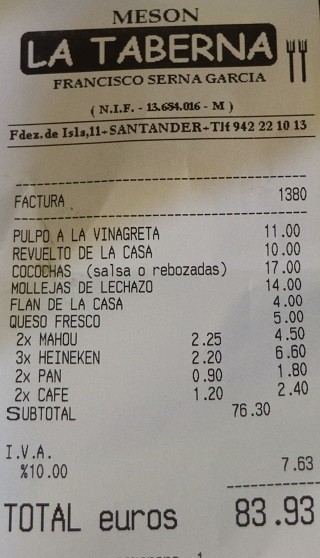 MESON
LA TABERNA
FRANCISCO SERNA GARCIA
( N.I.F. - 13.684.016 - M )
Fdez. de Isla,11-SANTANDER-Tlf 942 22 10 13
FACTURA 1380
PULPO A LA VINAGRETA 11.00
REVUELTO DE LA CASA 10.00
COCOCHAS (salsa o rebozadas) 17.00
MOLLEJAS DE LECHAZO 14.00
FLAN DE LA CASA 4.00
QUESO FRESCO 5.00
2x MAHOU 2.25 4.50
3x HEINEKEN 2.20 6.60
2x PAN 0.90 1.80
2x CAFE 1.20 2.40
SUBTOTAL 76.30
I.V.A.
%10.00 7.63
TOTAL euros 83.93